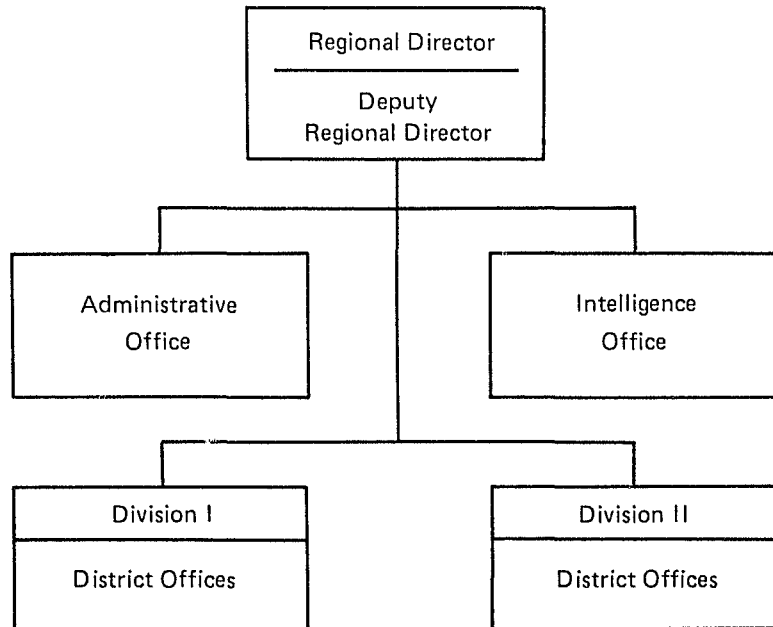 Regional Director
Deputy
Regional Director
Administrative
Office
Intelligence
Office
Division I
District Offices
Division II
District Offices